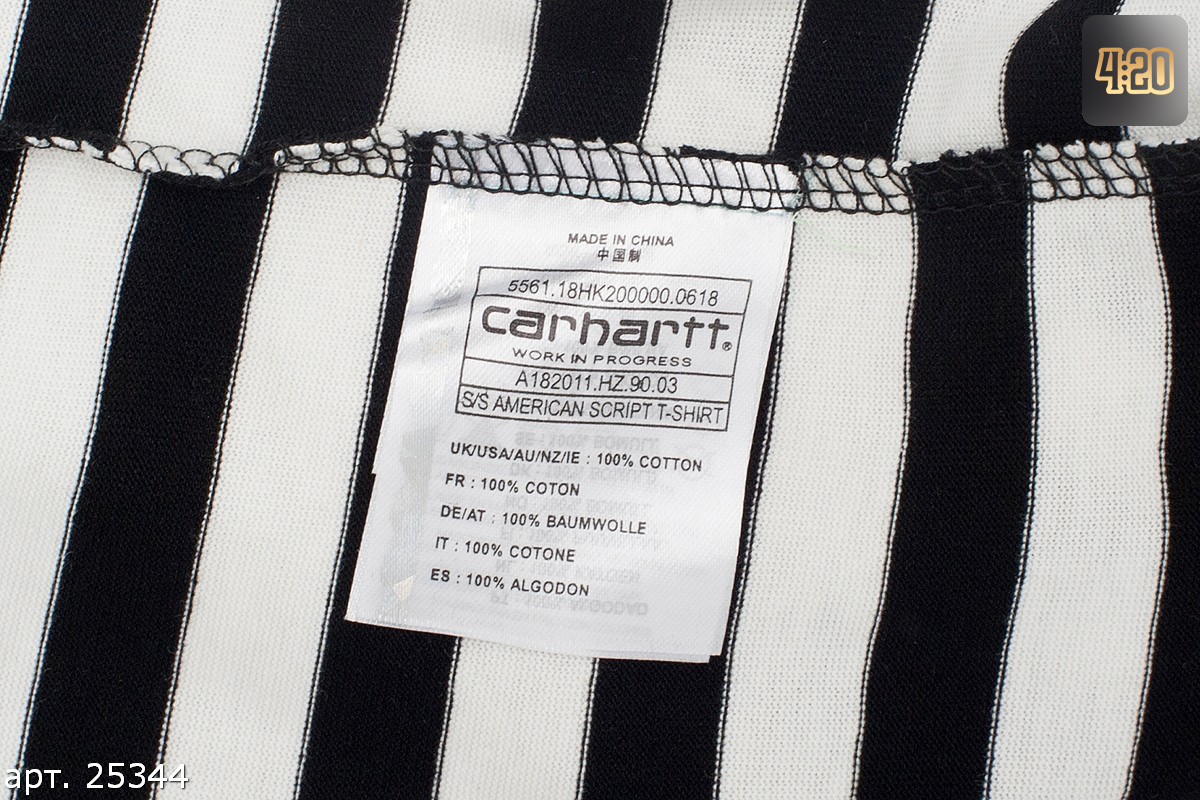 4:20
MADE IN CHINA
中国制
5561.18HK200000.0618
carhartt®
WORK IN PROGRESS
A182011.HZ.90.03
S/S AMERICAN SCRIPT T-SHIRT
UK/USA/AU/NZ/IE : 100% COTTON
FR : 100% COTON
DE/AT : 100% BAUMWOLLE
IT : 100% COTONE
ES : 100% ALGODON
арт. 25344